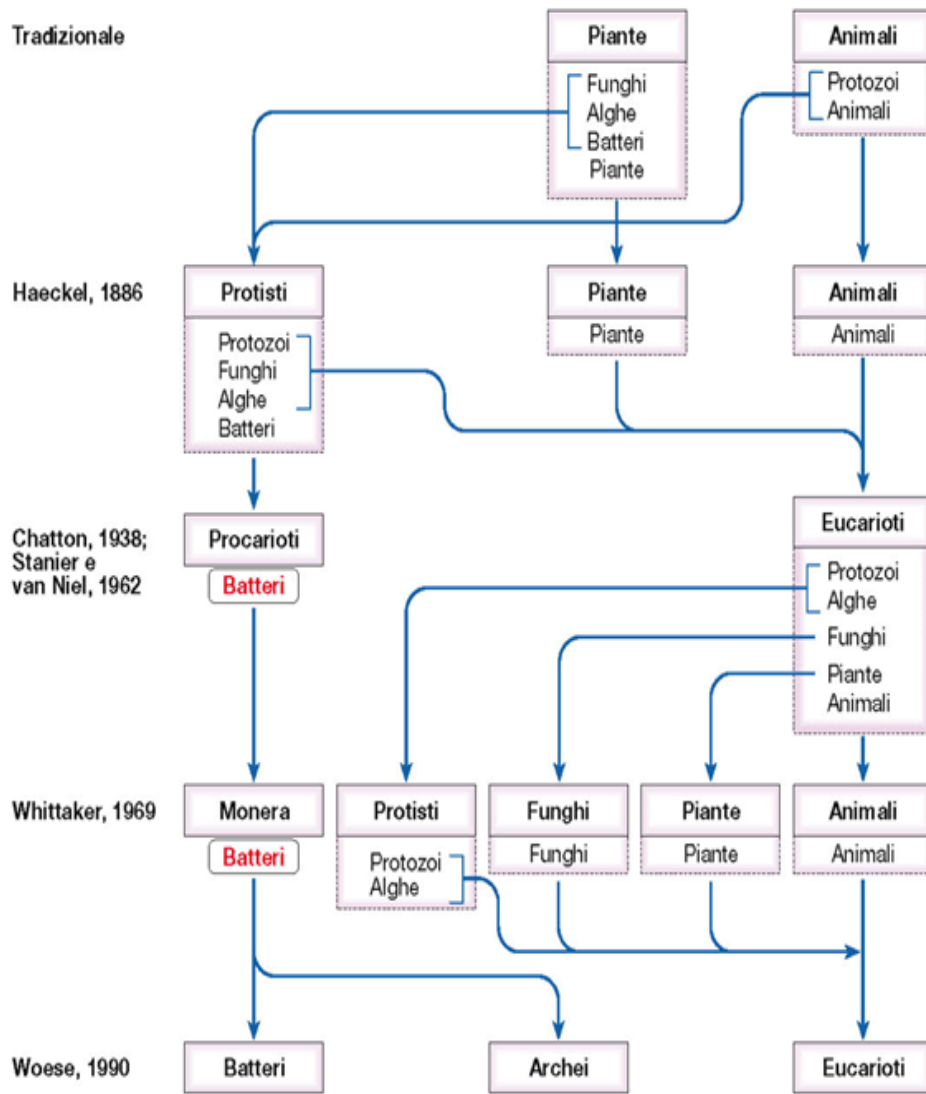 Tradizionale
Piante
Animali
Funghi
Alghe
Batteri
Piante
Protozoi
Animali
Haeckel, 1886
Protisti
Piante
Animali
Protozoi
Funghi
Alghe
Batteri
Piante
Animali
Chatton, 1938;
Stanier e
van Niel, 1962
Procarioti
Batteri
Eucarioti
Protozoi
Alghe
Funghi
Piante
Animali
Whittaker, 1969
Monera
Batteri
Protisti
Protozoi
Alghe
Funghi
Funghi
Piante
Piante
Animali
Animali
Woese, 1990
Batteri
Archei
Eucarioti